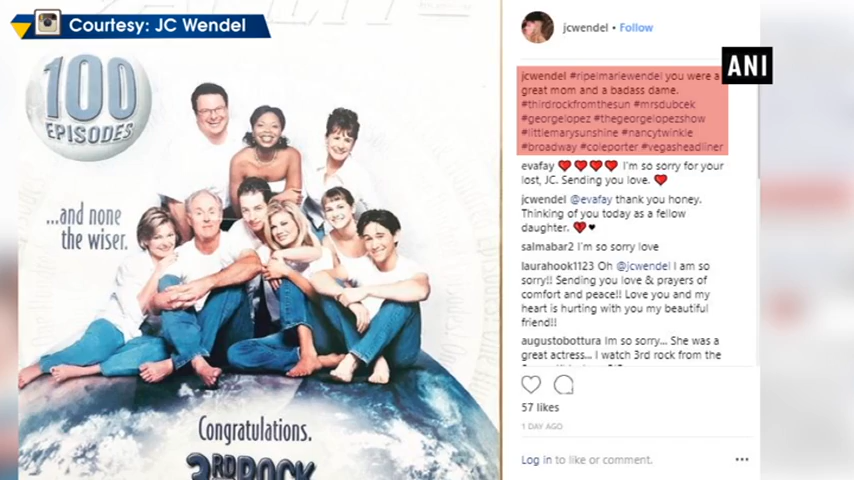 Courtesy: JC Wendel
100
EPISODES
...and none
the wiser.
Congratulations.
3RD ROCK
jcwendel • Follow
ANI
jcwendel #ripelmariewendel you were a
great mom and a badass dame.
#thirdrockfromthesun #mrsdubcek
#georgelopez #thegeorgelopezshow
#littlemarysunshine #nancytwinkle
#broadway #coleporter #vegasheadliner
evafay ❤️❤️❤️❤️ I'm so sorry for your
lost, JC. Sending you love. ❤️
jcwendel @evafay thank you honey.
Thinking of you today as a fellow
daughter. 💔♥
salmabar2 I'm so sorry love
laurahook1123 Oh @jcwendel I am so
sorry!! Sending you love & prayers of
comfort and peace!! Love you and my
heart is hurting with you my beautiful
friend!!
augustobottura Im so sorry... She was a
great actress... I watch 3rd rock from the
57 likes
1 DAY AGO
Log in to like or comment.